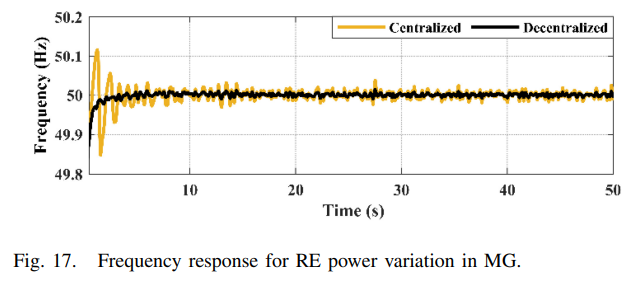 50.2
Centralized Decentralized
50.1
50
49.9
49.8
Frequency (Hz)
10 20 30 40 50
Time (s)
Fig. 17. Frequency response for RE power variation in MG.